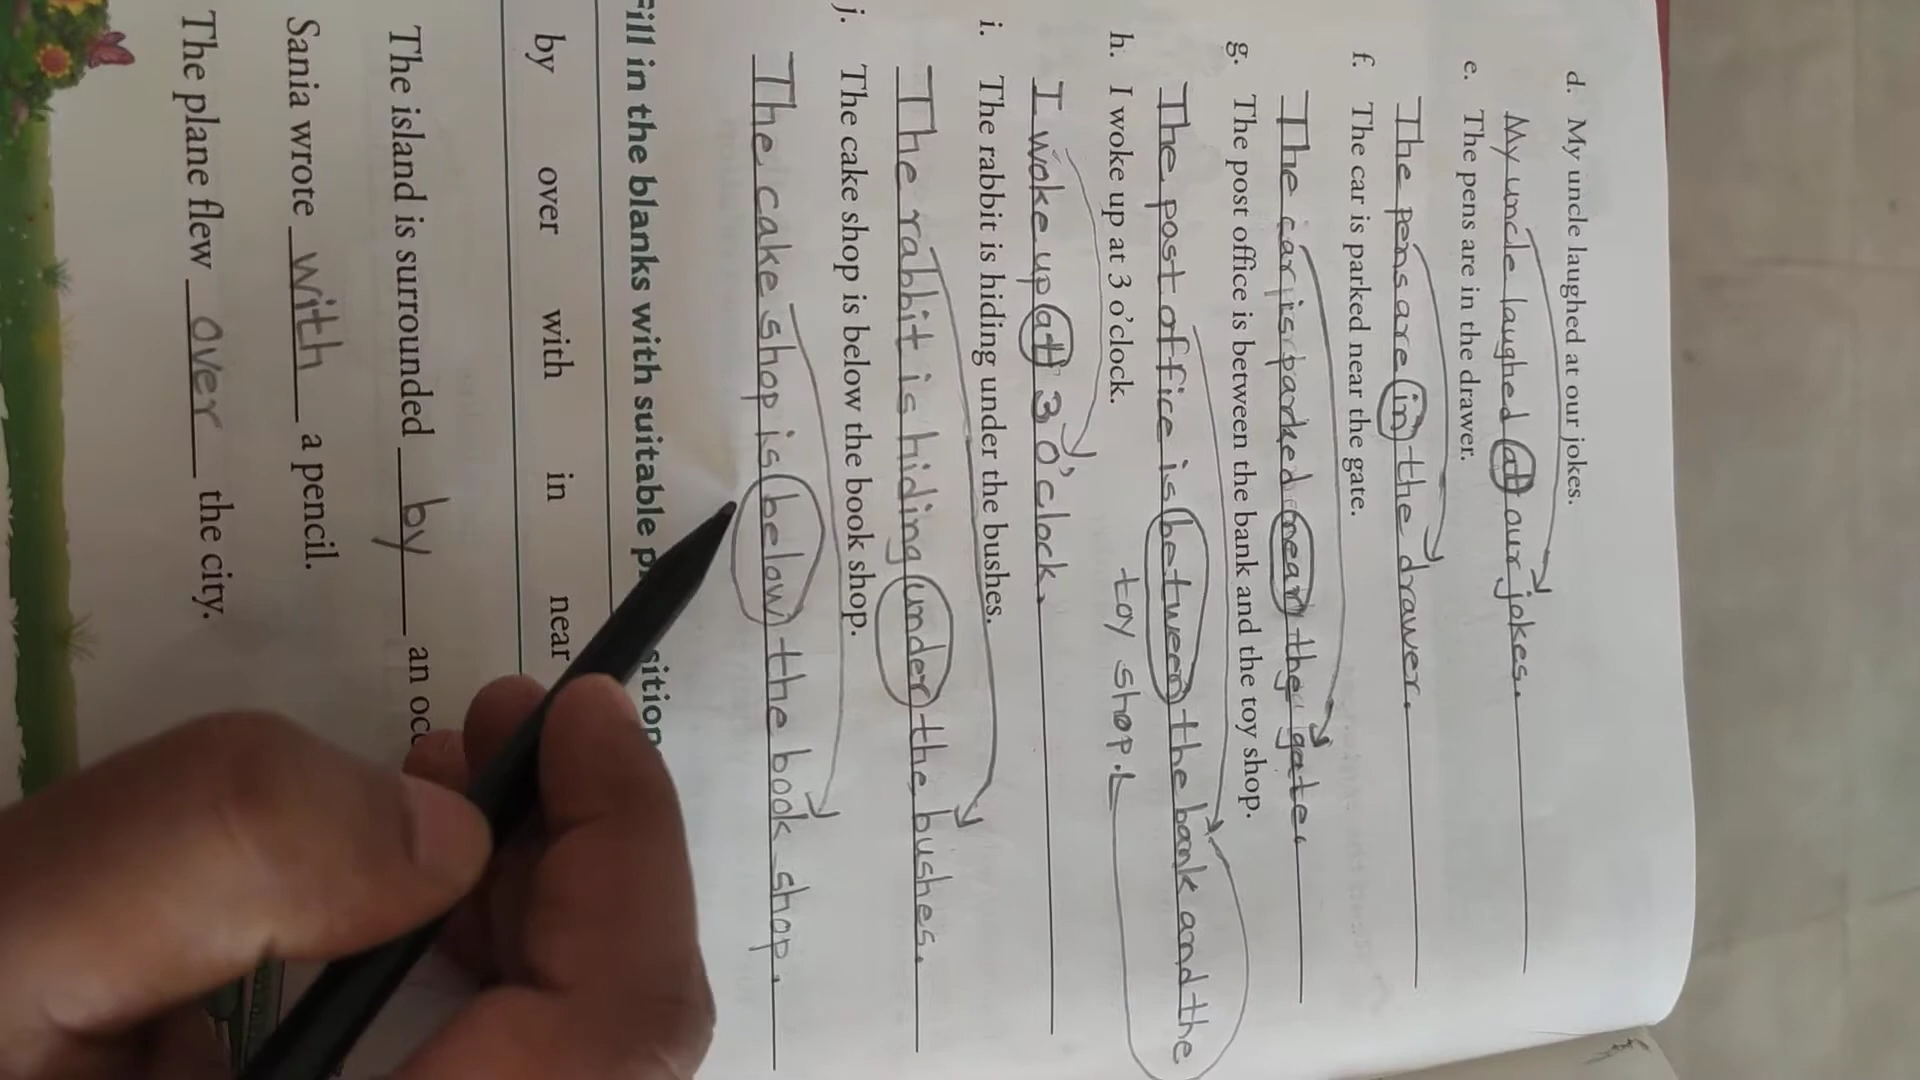 d. My uncle laughed at our jokes.
My uncle laughed at our jokes.
e. The pens are in the drawer.
The pens are in the drawer.
f. The car is parked near the gate.
The car is parked near the gate.
g. The post office is between the bank and the toy shop.
The post office is between the bank and the
toy shop.
h. I woke up at 3 o'clock.
I woke up at 3 o'clock.
i. The rabbit is hiding under the bushes.
The rabbit is hiding under the bushes.
j. The cake shop is below the book shop.
The cake shop is below the book shop.
Fill in the blanks with suitable
by over with in near
The island is surrounded by an
Sania wrote with a pencil.
The plane flew over the city.